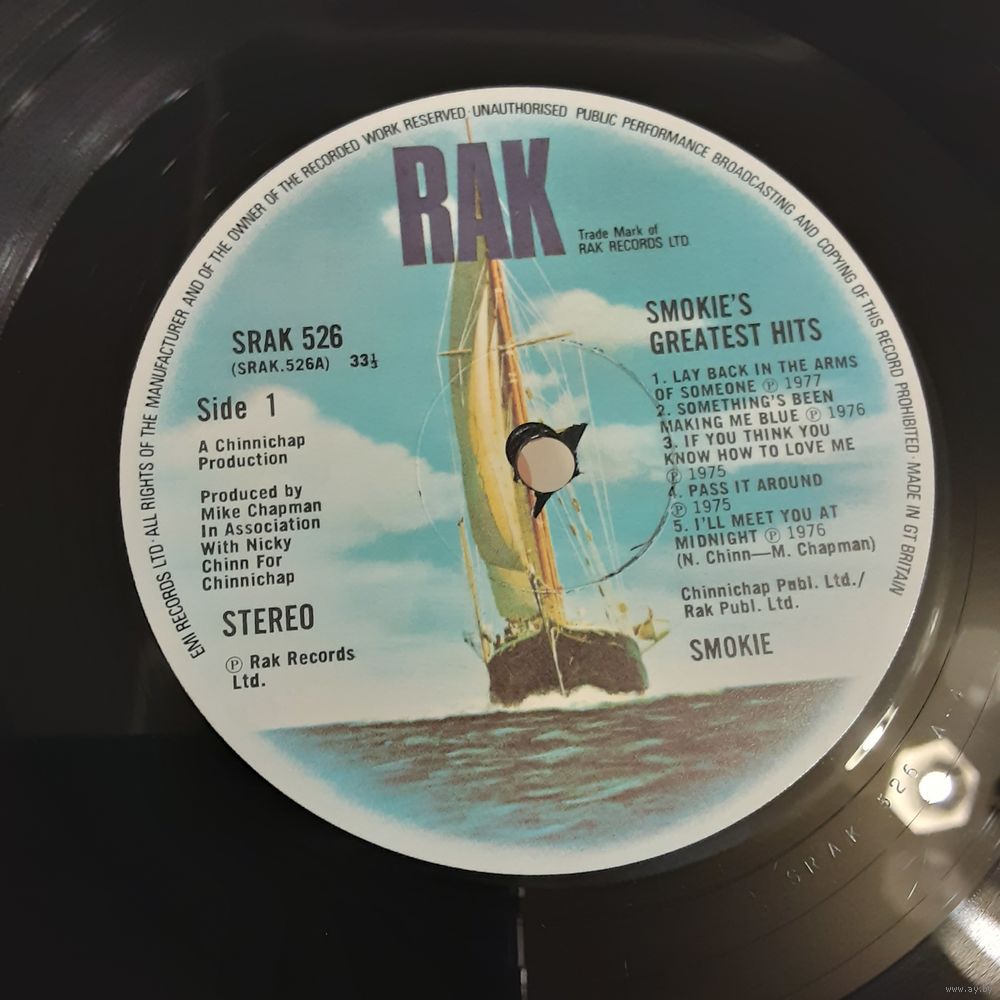 EMI RECORDS LTD · ALL RIGHTS OF THE MANUFACTURER AND OF THE OWNER OF THE RECORDED WORK RESERVED · UNAUTHORISED PUBLIC PERFORMANCE BROADCASTING AND COPYING OF THIS RECORD PROHIBITED · MADE IN GT BRITAIN
RAK
Trade Mark of
RAK RECORDS LTD.
SRAK 526
(SRAK.526A) 33⅓
Side 1
A Chinnichap
Production
Produced by
Mike Chapman
In Association
With Nicky
Chinn For
Chinnichap
STEREO
Ⓟ Rak Records
Ltd.
SMOKIE'S
GREATEST HITS
1. LAY BACK IN THE ARMS
OF SOMEONE Ⓟ 1977
2. SOMETHING'S BEEN
MAKING ME BLUE Ⓟ 1976
3. IF YOU THINK YOU
KNOW HOW TO LOVE ME
Ⓟ 1975
4. PASS IT AROUND
Ⓟ 1975
5. I'LL MEET YOU AT
MIDNIGHT Ⓟ 1976
(N. Chinn—M. Chapman)
Chinnichap Publ. Ltd./
Rak Publ. Ltd.
SMOKIE
SRAK 526 A
www.ay.by